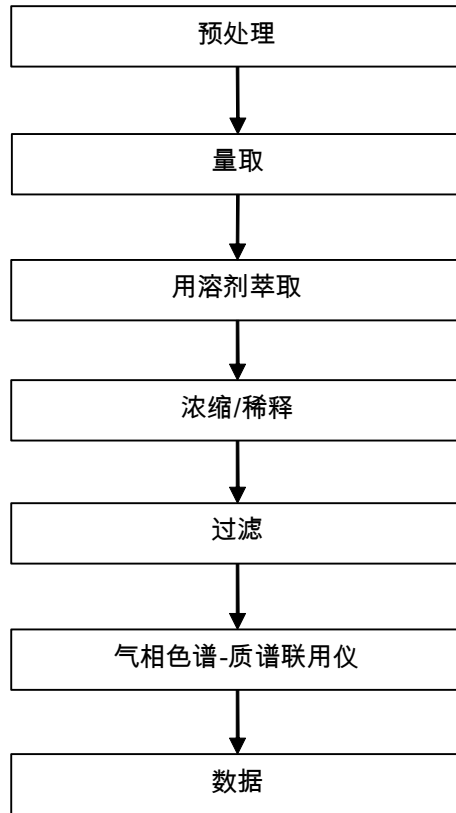 预处理
量取
用溶剂萃取
浓缩/稀释
过滤
气相色谱-质谱联用仪
数据